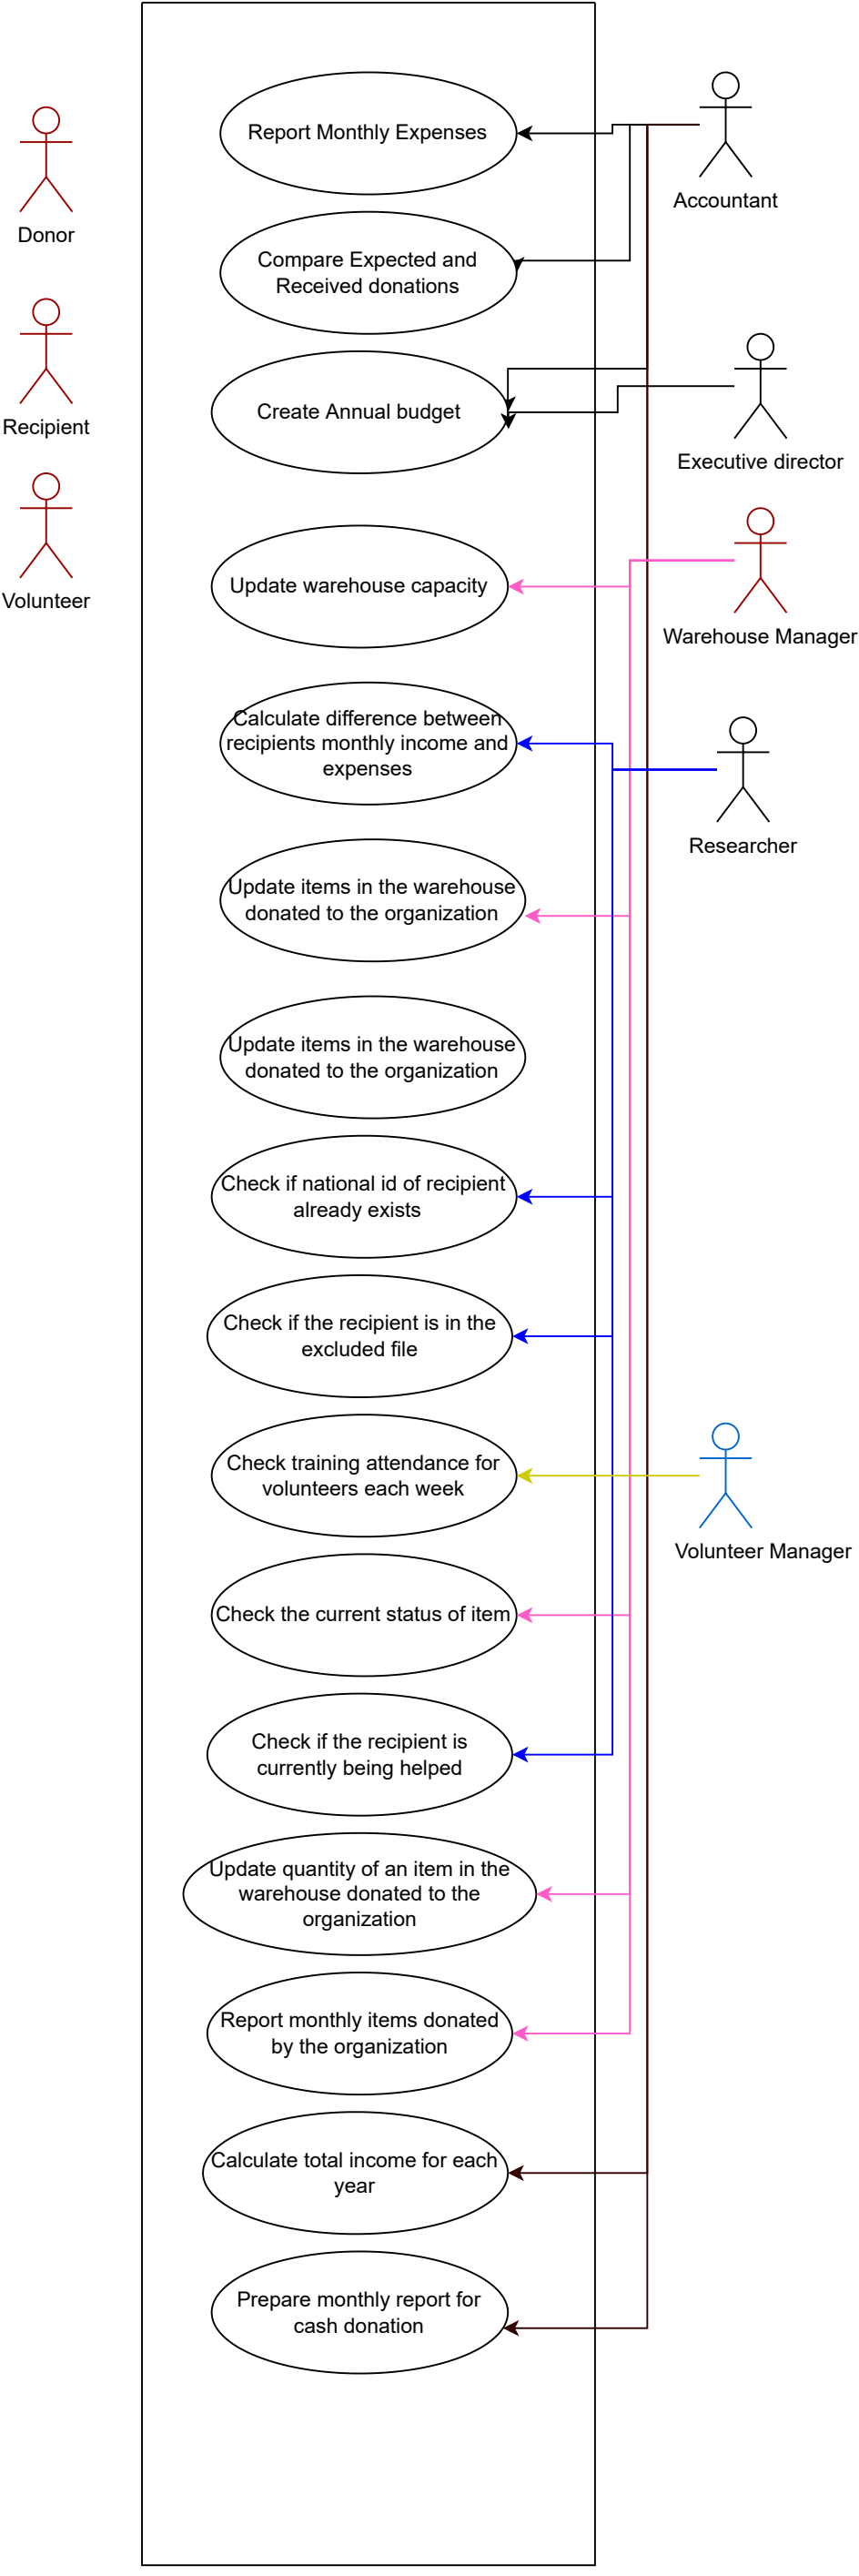 Report Monthly Expenses
Accountant
Donor
Compare Expected and
Received donations
Create Annual budget
Recipient
Executive director
Update warehouse capacity
Volunteer
Warehouse Manager
Calculate difference between
recipients monthly income and
expenses
Researcher
Update items in the warehouse
donated to the organization
Update items in the warehouse
donated to the organization
Check if national id of recipient
already exists
Check if the recipient is in the
excluded file
Check training attendance for
volunteers each week
Volunteer Manager
Check the current status of item
Check if the recipient is
currently being helped
Update quantity of an item in the
warehouse donated to the
organization
Report monthly items donated
by the organization
Calculate total income for each
year
Prepare monthly report for
cash donation